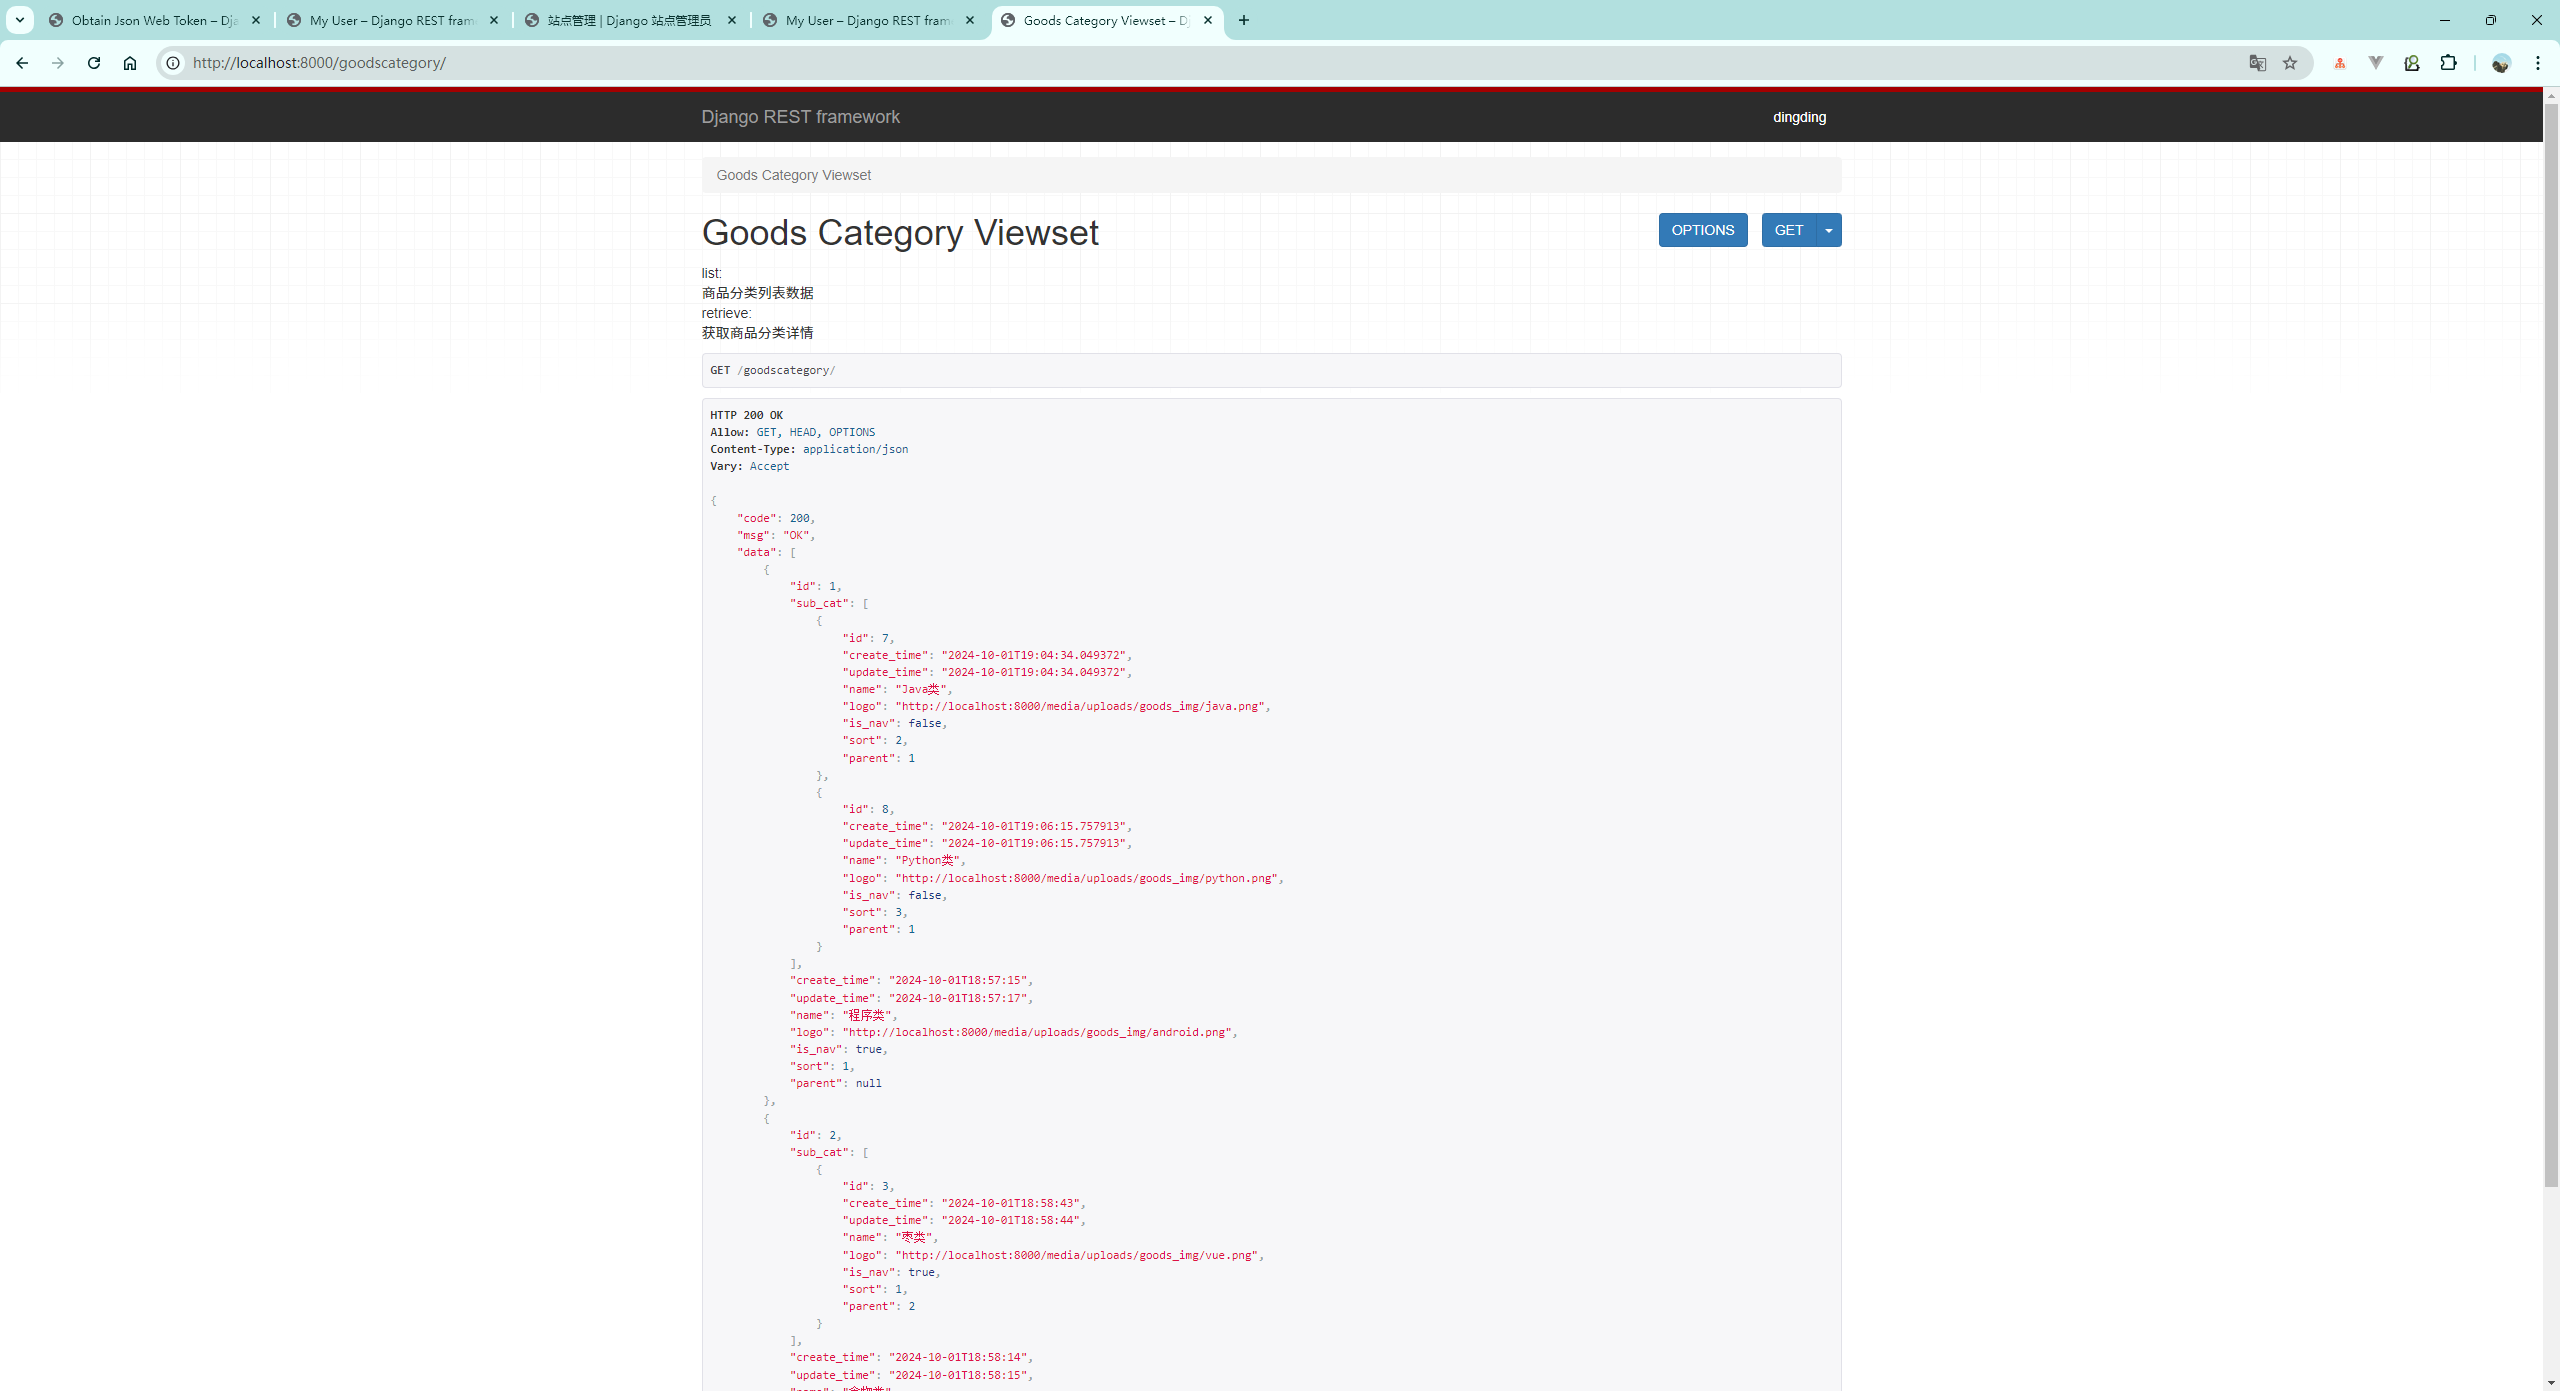 Obtain Json Web Token – Dja
My User – Django REST fram
站点管理 | Django 站点管理员
My User – Django REST fram
Goods Category Viewset – D
http://localhost:8000/goodscategory/
Django REST framework
dingding
Goods Category Viewset
Goods Category Viewset
OPTIONS
GET
list:
商品分类列表数据
retrieve:
获取商品分类详情
GET /goodscategory/
HTTP 200 OK
Allow: GET, HEAD, OPTIONS
Content-Type: application/json
Vary: Accept
{
"code": 200,
"msg": "OK",
"data": [
{
"id": 1,
"sub_cat": [
{
"id": 7,
"create_time": "2024-10-01T19:04:34.049372",
"update_time": "2024-10-01T19:04:34.049372",
"name": "Java类",
"logo": "http://localhost:8000/media/uploads/goods_img/java.png",
"is_nav": false,
"sort": 2,
"parent": 1
},
{
"id": 8,
"create_time": "2024-10-01T19:06:15.757913",
"update_time": "2024-10-01T19:06:15.757913",
"name": "Python类",
"logo": "http://localhost:8000/media/uploads/goods_img/python.png",
"is_nav": false,
"sort": 3,
"parent": 1
}
],
"create_time": "2024-10-01T18:57:15",
"update_time": "2024-10-01T18:57:17",
"name": "程序类",
"logo": "http://localhost:8000/media/uploads/goods_img/android.png",
"is_nav": true,
"sort": 1,
"parent": null
},
{
"id": 2,
"sub_cat": [
{
"id": 3,
"create_time": "2024-10-01T18:58:43",
"update_time": "2024-10-01T18:58:44",
"name": "枣类",
"logo": "http://localhost:8000/media/uploads/goods_img/vue.png",
"is_nav": true,
"sort": 1,
"parent": 2
}
],
"create_time": "2024-10-01T18:58:14",
"update_time": "2024-10-01T18:58:15",